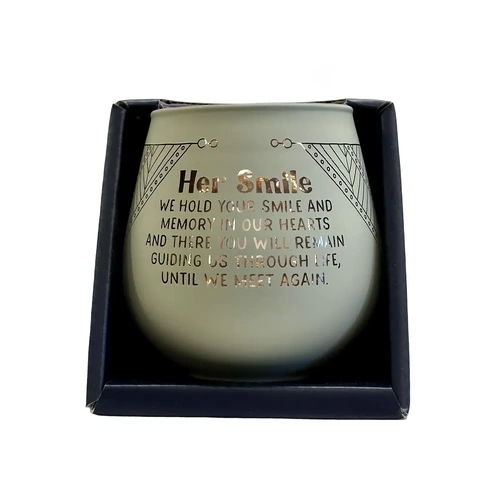 Her Smile
WE HOLD YOUR SMILE AND
MEMORY IN OUR HEARTS
AND THERE YOU WILL REMAIN
GUIDING US THROUGH LIFE,
UNTIL WE MEET AGAIN.